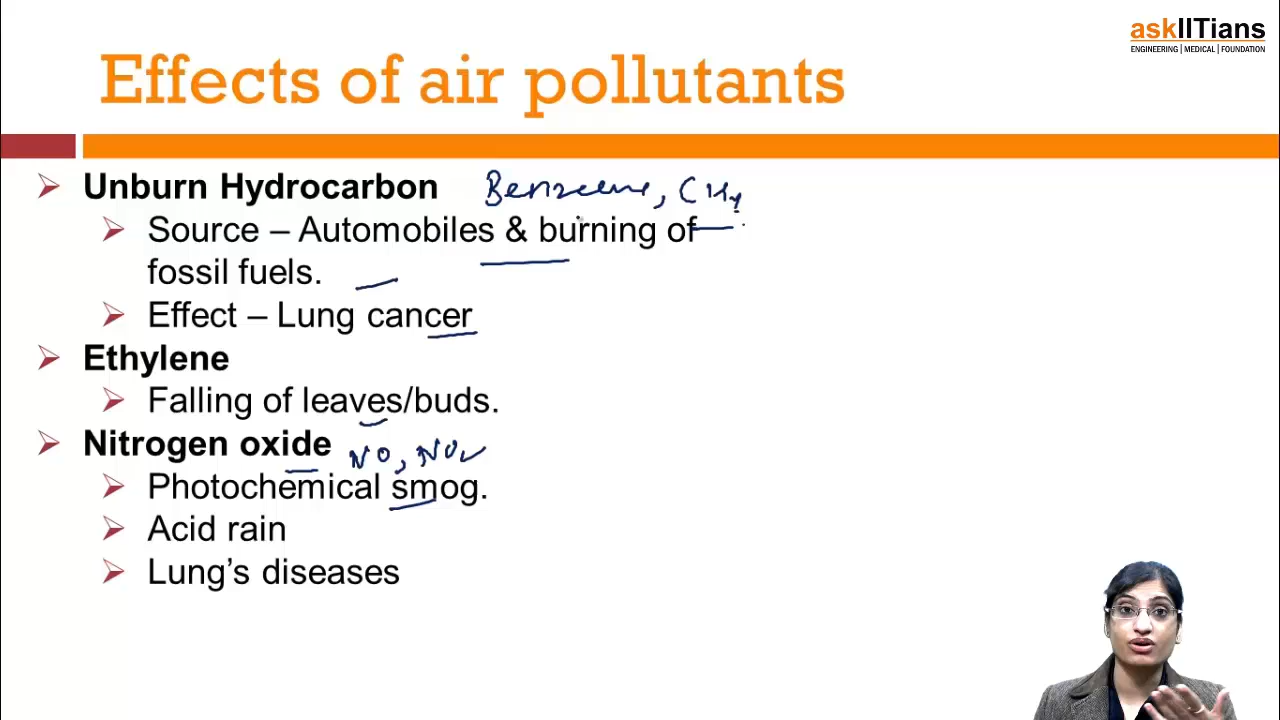 askIITians
ENGINEERING | MEDICAL | FOUNDATION
Effects of air pollutants
Unburn Hydrocarbon Benzene, CH4
Source – Automobiles & burning of
fossil fuels.
Effect – Lung cancer
Ethylene
Falling of leaves/buds.
Nitrogen oxide NO, NO2
Photochemical smog.
Acid rain
Lung’s diseases